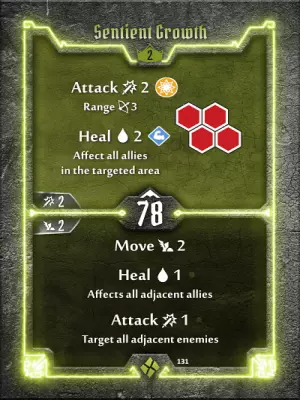 Sentient Growth
2
Attack 2
Range 3
Heal 2
Affect all allies
in the targeted area
2
78
2
Move 2
Heal 1
Affects all adjacent allies
Attack 1
Target all adjacent enemies
131